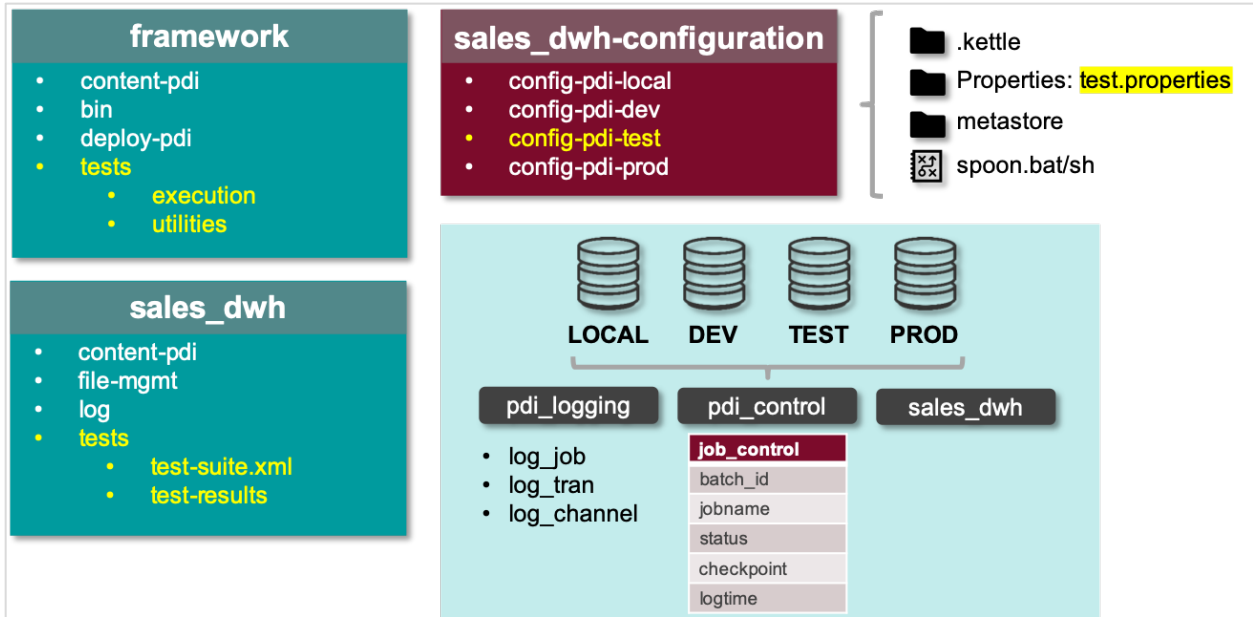 framework
• content-pdi
• bin
• deploy-pdi
• tests
• execution
• utilities
sales_dwh-configuration
• config-pdi-local
• config-pdi-dev
• config-pdi-test
• config-pdi-prod
.kettle
Properties: test.properties
metastore
spoon.bat/sh
sales_dwh
• content-pdi
• file-mgmt
• log
• tests
• test-suite.xml
• test-results
LOCAL DEV TEST PROD
pdi_logging pdi_control sales_dwh
• log_job
• log_tran
• log_channel
job_control
batch_id
jobname
status
checkpoint
logtime